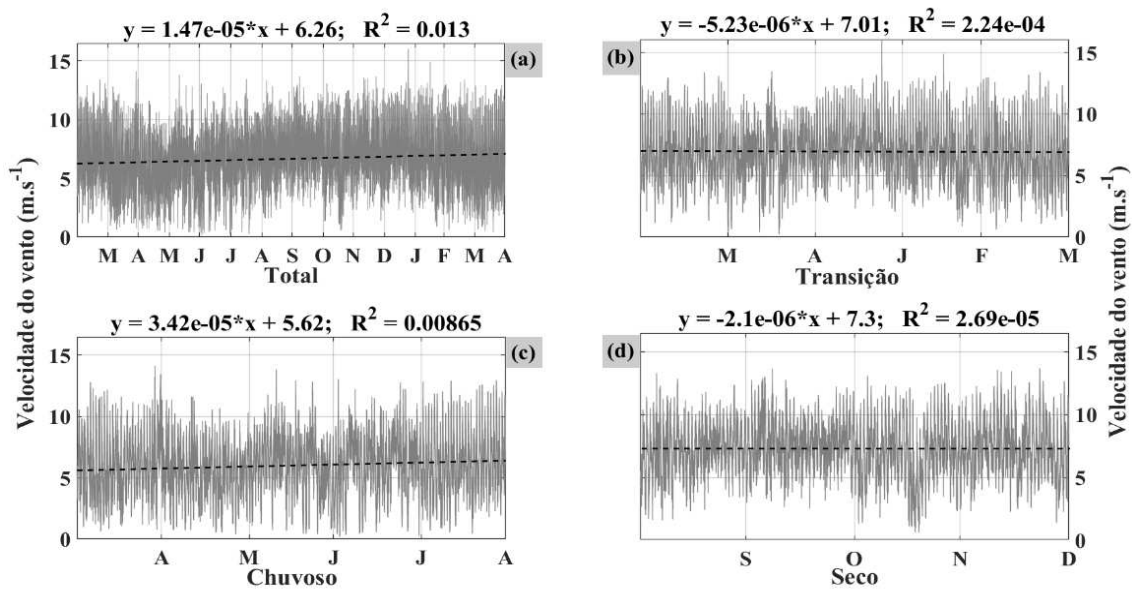 y = 1.47e-05*x + 6.26; R² = 0.013
(a)
15
10
5
0
M A M J J A S O N D J F M A
Total
y = -5.23e-06*x + 7.01; R² = 2.24e-04
(b)
15
10
5
0
M A J F M
Transição
Velocidade do vento (m.s⁻¹)
Velocidade do vento (m.s⁻¹)
y = 3.42e-05*x + 5.62; R² = 0.00865
(c)
15
10
5
0
A M J J A
Chuvoso
y = -2.1e-06*x + 7.3; R² = 2.69e-05
(d)
15
10
5
0
S O N D
Seco